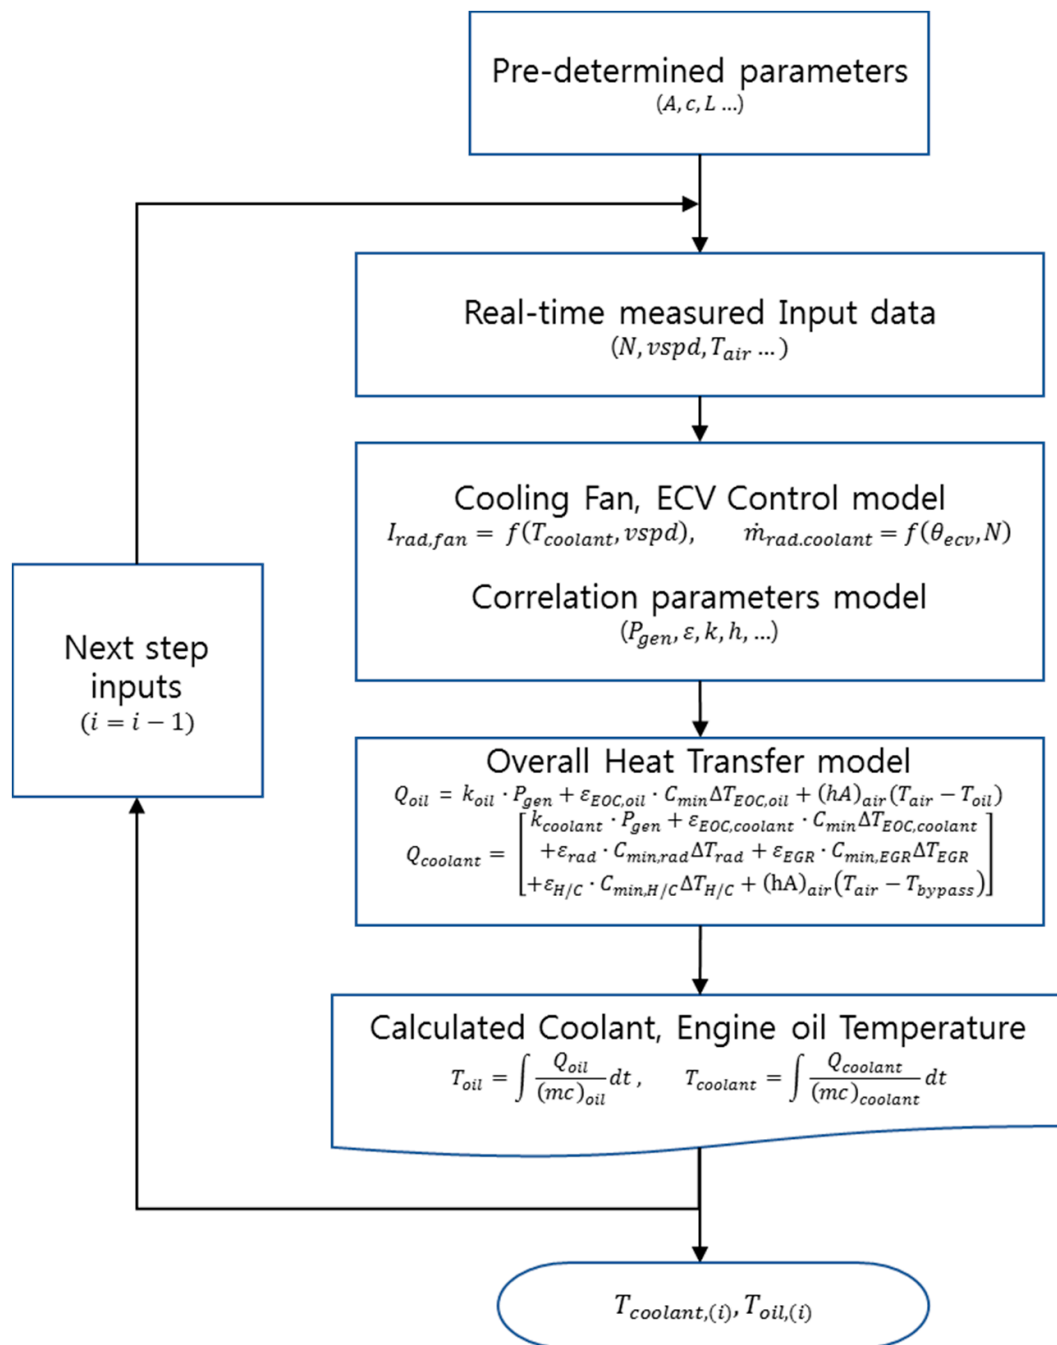 Pre-determined parameters
(A, c, L …)
Real-time measured Input data
(N, vspd, T_air … )
Cooling Fan, ECV Control model
I_rad,fan = f(T_coolant, vspd), ṁ_rad.coolant = f(θ_ecv, N)
Correlation parameters model
(P_gen, ε, k, h, …)
Next step
inputs
(i = i − 1)
Overall Heat Transfer model
Q_oil = k_oil · P_gen + ε_EOC,oil · C_min ΔT_EOC,oil + (hA)_air (T_air − T_oil)
Q_coolant = [k_coolant · P_gen + ε_EOC,coolant · C_min ΔT_EOC,coolant
+ε_rad · C_min,rad ΔT_rad + ε_EGR · C_min,EGR ΔT_EGR
+ε_H/C · C_min,H/C ΔT_H/C + (hA)_air (T_air − T_bypass)]
Calculated Coolant, Engine oil Temperature
T_oil = ∫ Q_oil/(mc)_oil dt , T_coolant = ∫ Q_coolant/(mc)_coolant dt
T_coolant,(i), T_oil,(i)